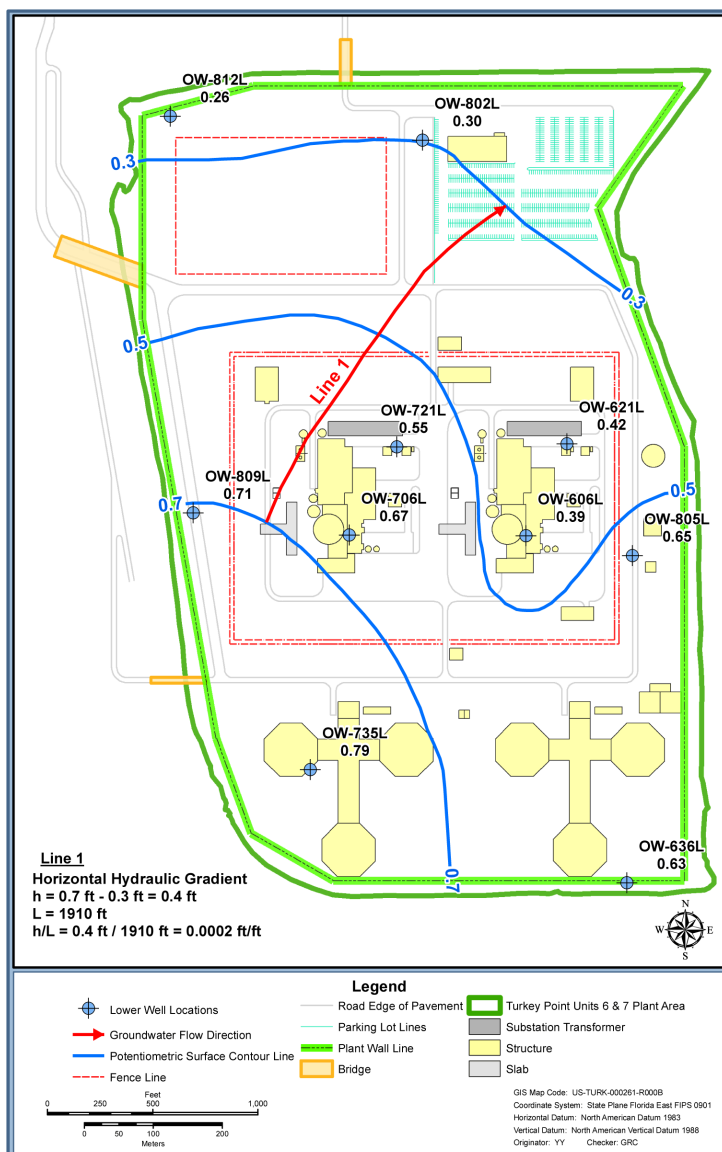 OW-812L
0.26
OW-802L
0.30
0.3
0.3
0.5
Line 1
OW-721L
0.55
OW-621L
0.42
OW-809L
0.71
0.7
OW-706L
0.67
OW-606L
0.39
0.5
OW-805L
0.65
OW-735L
0.79
OW-636L
0.63
0.7
Line 1
Horizontal Hydraulic Gradient
h = 0.7 ft - 0.3 ft = 0.4 ft
L = 1910 ft
h/L = 0.4 ft / 1910 ft = 0.0002 ft/ft
N
W E
S
Legend
Lower Well Locations
Groundwater Flow Direction
Potentiometric Surface Contour Line
Fence Line
Road Edge of Pavement
Parking Lot Lines
Plant Wall Line
Bridge
Turkey Point Units 6 & 7 Plant Area
Substation Transformer
Structure
Slab
Feet
0 250 500 1,000
0 50 100 200
Meters
GIS Map Code: US-TURK-000261-R000B
Coordinate System: State Plane Florida East FIPS 0901
Horizontal Datum: North American Datum 1983
Vertical Datum: North American Vertical Datum 1988
Originator: YY Checker: GRC